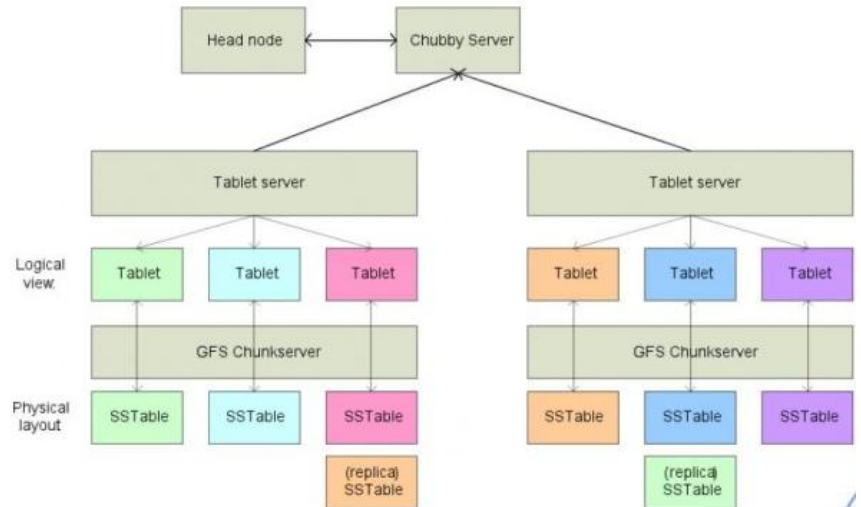 Head node
Chubby Server
Tablet server
Tablet server
Logical
view:
Tablet
Tablet
Tablet
Tablet
Tablet
Tablet
GFS Chunkserver
GFS Chunkserver
Physical
layout
SSTable
SSTable
SSTable
SSTable
SSTable
SSTable
(replica)
SSTable
(replica)
SSTable